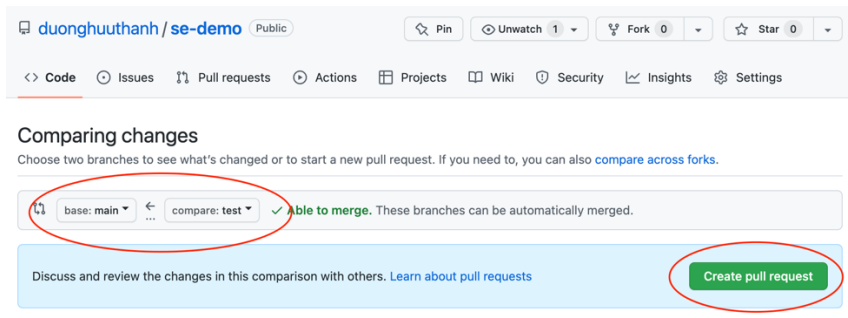 duonghuuthanh / se-demo Public Pin Unwatch 1 Fork 0 Star 0
Code Issues Pull requests Actions Projects Wiki Security Insights Settings
Comparing changes
Choose two branches to see what's changed or to start a new pull request. If you need to, you can also compare across forks.
base: main ← compare: test ✓ Able to merge. These branches can be automatically merged.
...
Discuss and review the changes in this comparison with others. Learn about pull requests Create pull request